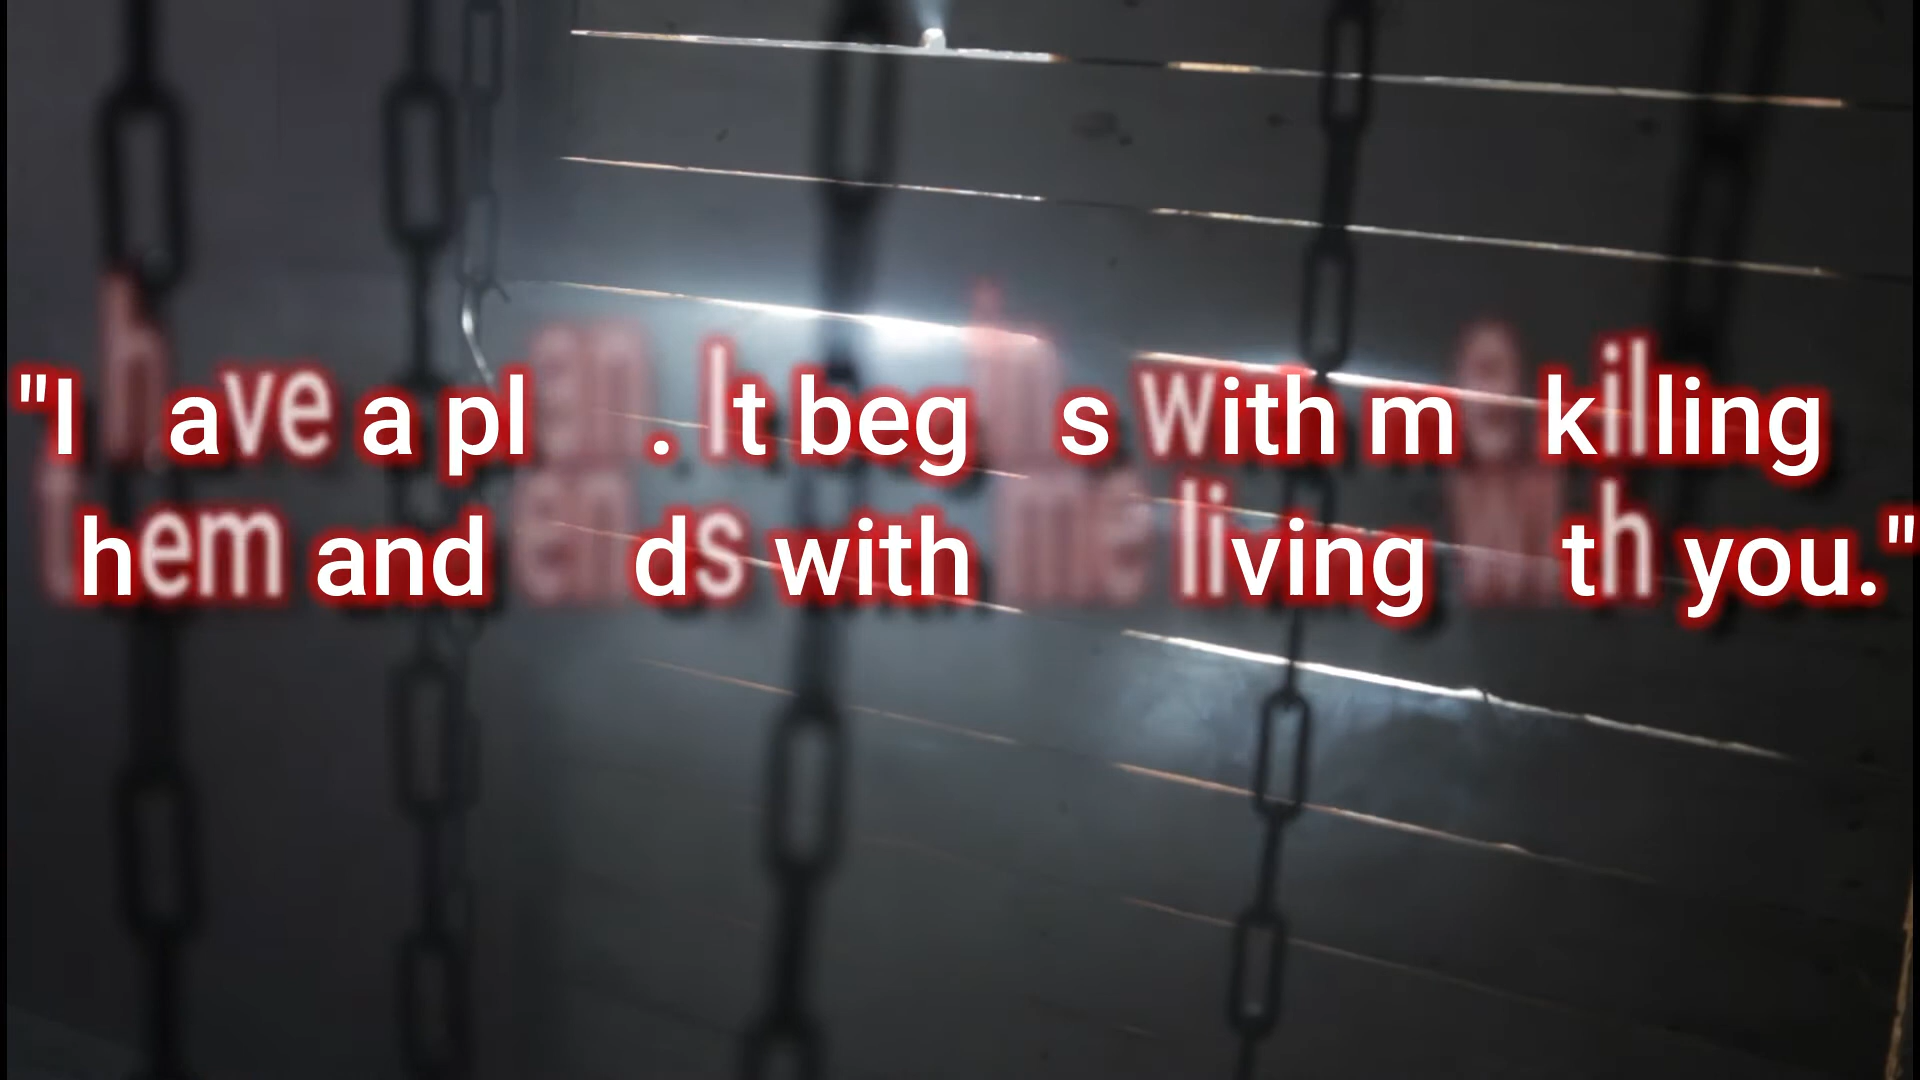 "I have a plan. It begins with me killing
them and ends with me living with you."